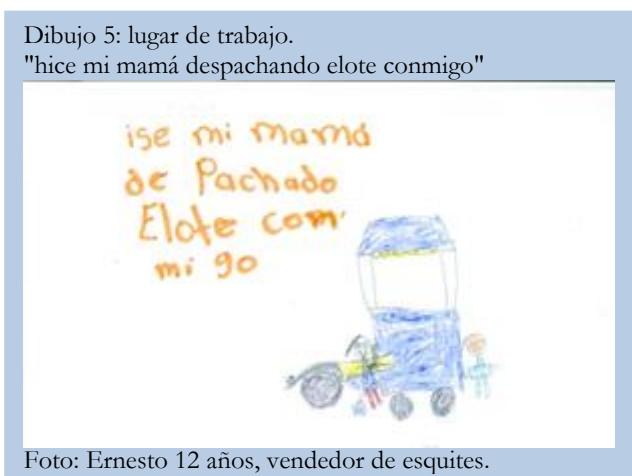 Dibujo 5: lugar de trabajo.
"hice mi mamá despachando elote conmigo"
ise mi mamá
de Pachado
Elote com
mi go
Foto: Ernesto 12 años, vendedor de esquites.